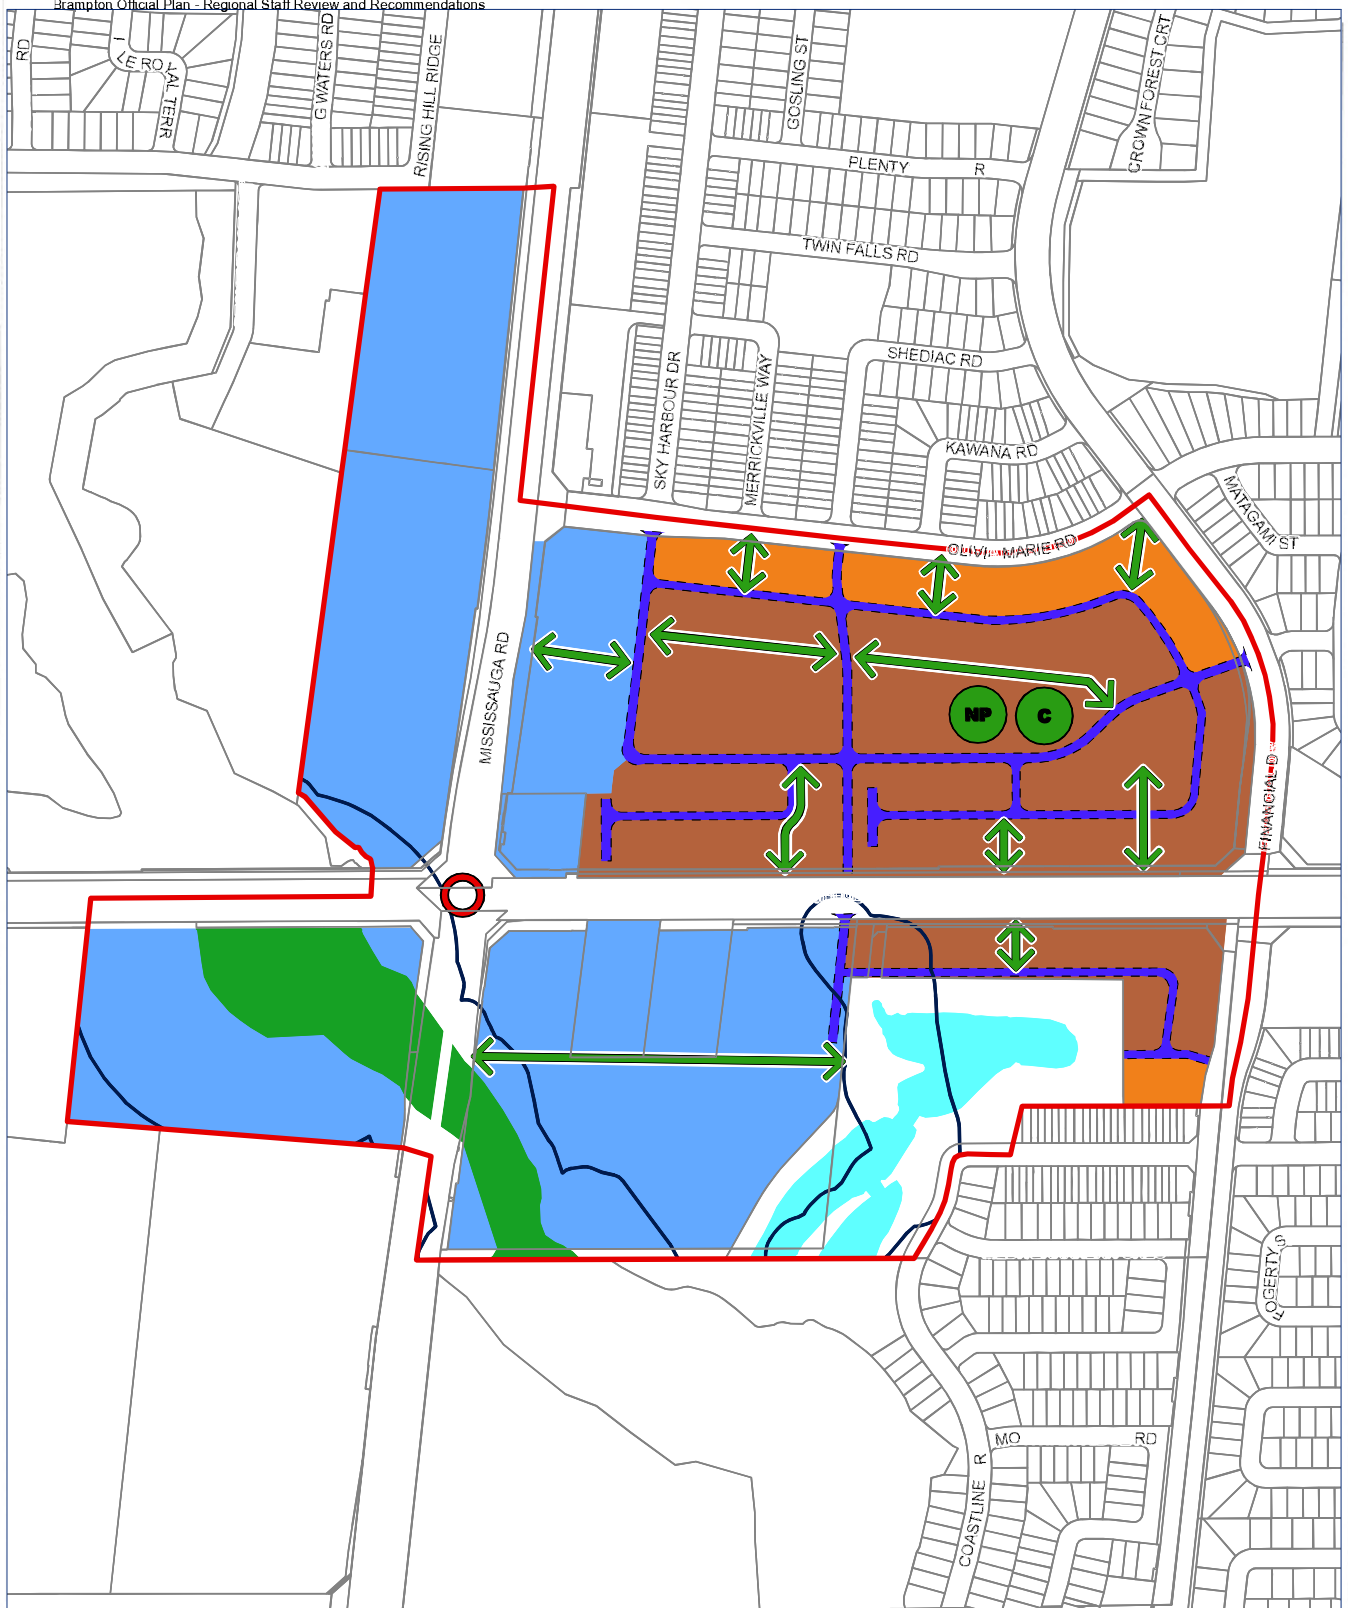 Brampton Official Plan - Regional Staff Review and Recommendations
RD
LE ROYAL TERR
G WATERS RD
RISING HILL RIDGE
GOSLING ST
CROWN FOREST CRT
PLENTY R
TWIN FALLS RD
SHEDIAC RD
SKY HARBOUR DR
MERRICKVILLE WAY
KAWANA RD
MATAGAMI ST
MARIE RD
MISSISSAUGA RD
NP
C
FINANCIAL D
FOGERTY S
MO RD
COASTLINE R